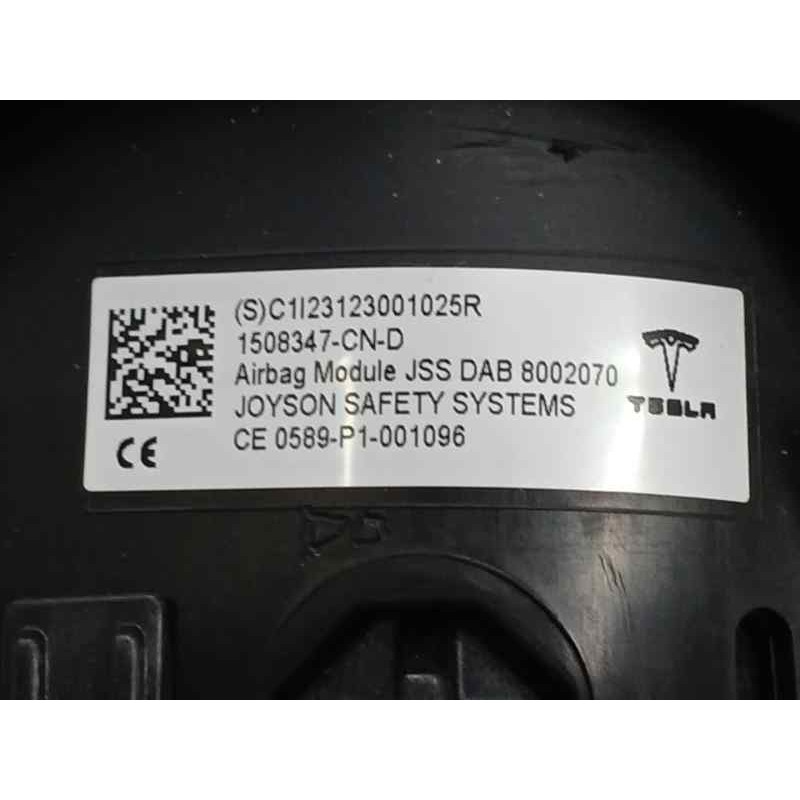 (S)C1I23123001025R
1508347-CN-D
Airbag Module JSS DAB 8002070
JOYSON SAFETY SYSTEMS
CE 0589-P1-001096
CE
TESLA